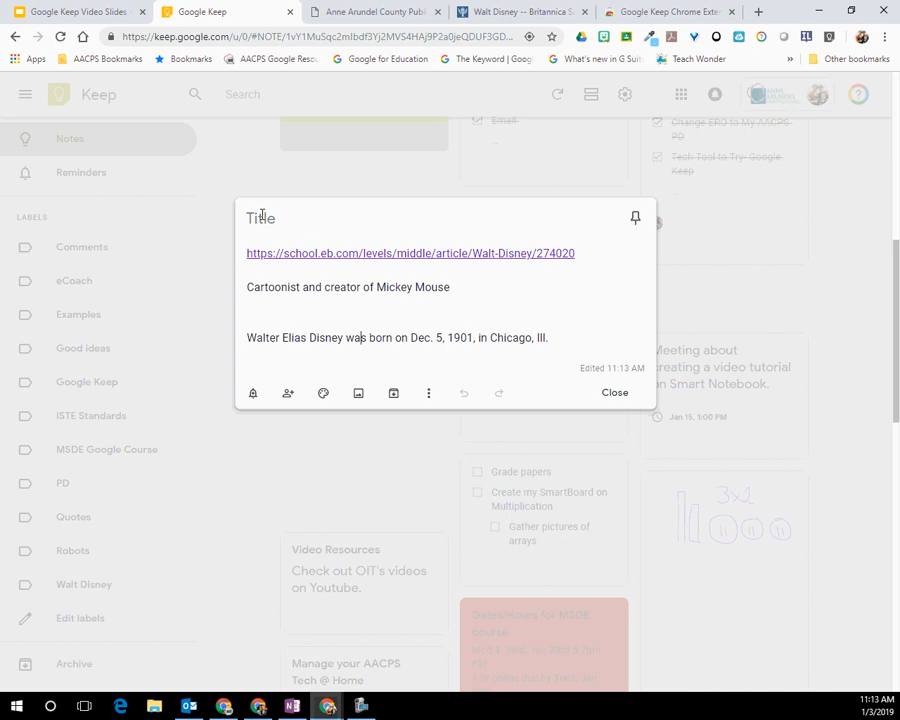 Google Keep Video Slides -
Google Keep
Anne Arundel County Publ
Walt Disney -- Britannica S
Google Keep Chrome Exten
https://keep.google.com/u/0/#NOTE/1vY1MuSqc2mIbdf3Yj2MVS4HAj9P2a0jeQDUF3GD...
Apps
AACPS Bookmarks
Bookmarks
AACPS Google Reso
Google for Education
The Keyword | Goog
What's new in G Suit
Teach Wonder
Other bookmarks
Keep
Search
Notes
Reminders
LABELS
Comments
eCoach
Examples
Good ideas
Google Keep
ISTE Standards
MSDE Google Course
PD
Quotes
Robots
Walt Disney
Edit labels
Archive
Email
...
Change ERO to My AACPS
PD
Tech Tool to Try- Google
Keep
...
Title
https://school.eb.com/levels/middle/article/Walt-Disney/274020
Cartoonist and creator of Mickey Mouse
Walter Elias Disney was born on Dec. 5, 1901, in Chicago, Ill.
Edited 11:13 AM
Close
Meeting about
creating a video tutorial
on Smart Notebook.
Jan 15, 1:00 PM
Grade papers
Create my SmartBoard on
Multiplication
Gather pictures of
arrays
3x2
Video Resources
Check out OIT's videos
on Youtube.
Manage your AACPS
Tech @ Home
Dates/Hours for MSDE
course
11:13 AM
1/3/2019